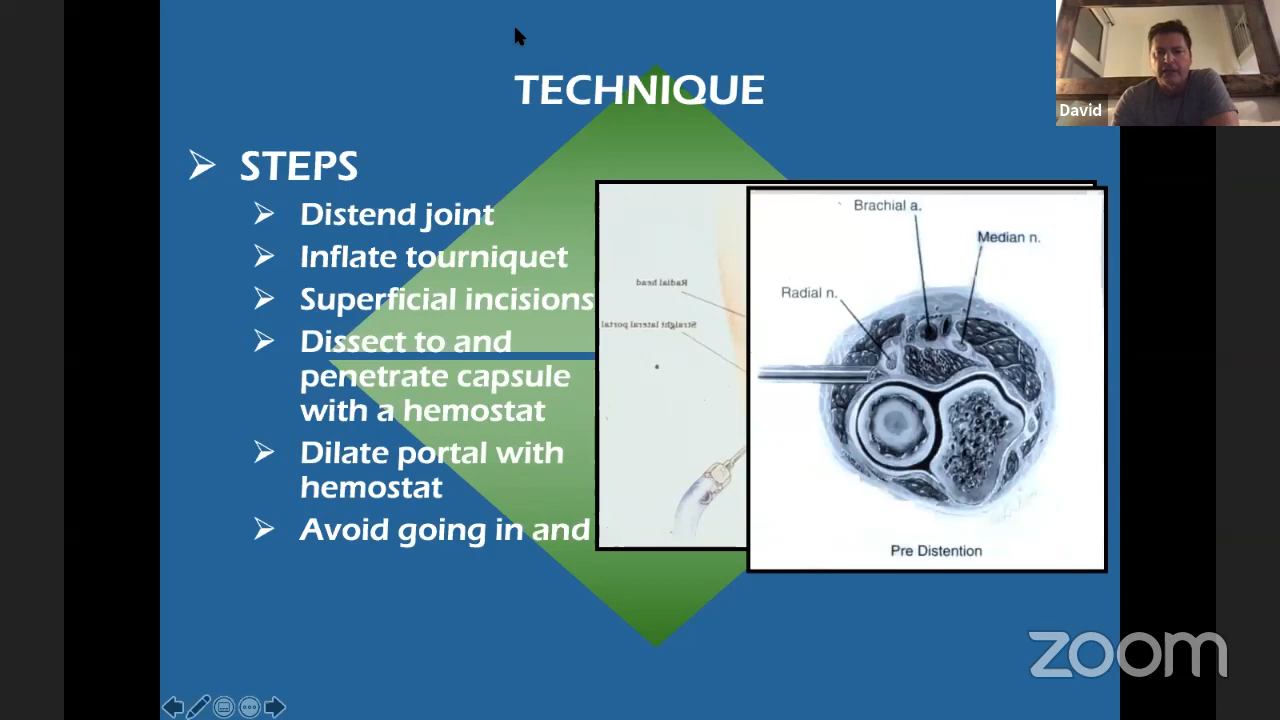 TECHNIQUE
David
STEPS
Distend joint
Inflate tourniquet
Superficial incisions
Dissect to and
penetrate capsule
with a hemostat
Dilate portal with
hemostat
Avoid going in and
Radial head
Straight lateral portal
Brachial a.
Median n.
Radial n.
Pre Distention
zoom